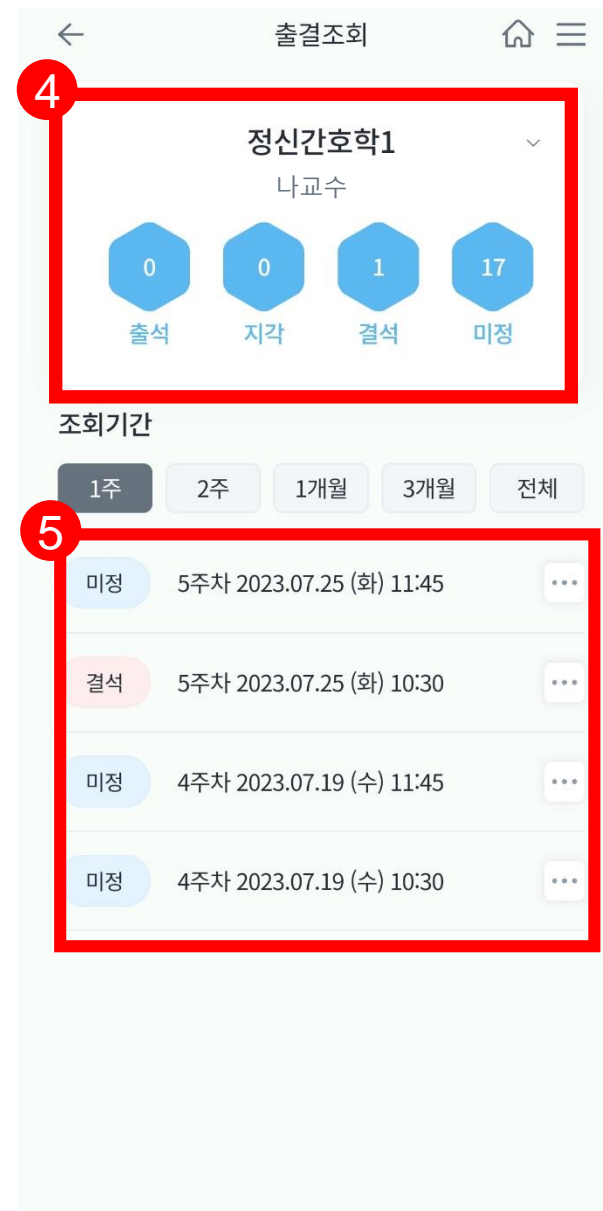 출결조회
4
정신간호학1
나교수
0 0 1 17
출석 지각 결석 미정
조회기간
1주 2주 1개월 3개월 전체
5
미정 5주차 2023.07.25 (화) 11:45
결석 5주차 2023.07.25 (화) 10:30
미정 4주차 2023.07.19 (수) 11:45
미정 4주차 2023.07.19 (수) 10:30